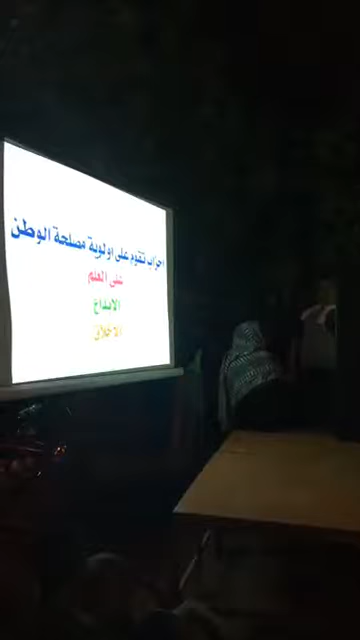 احزاب تقوم على اولوية مصلحة الوطن
على العلم
الابداع
الاخلاق